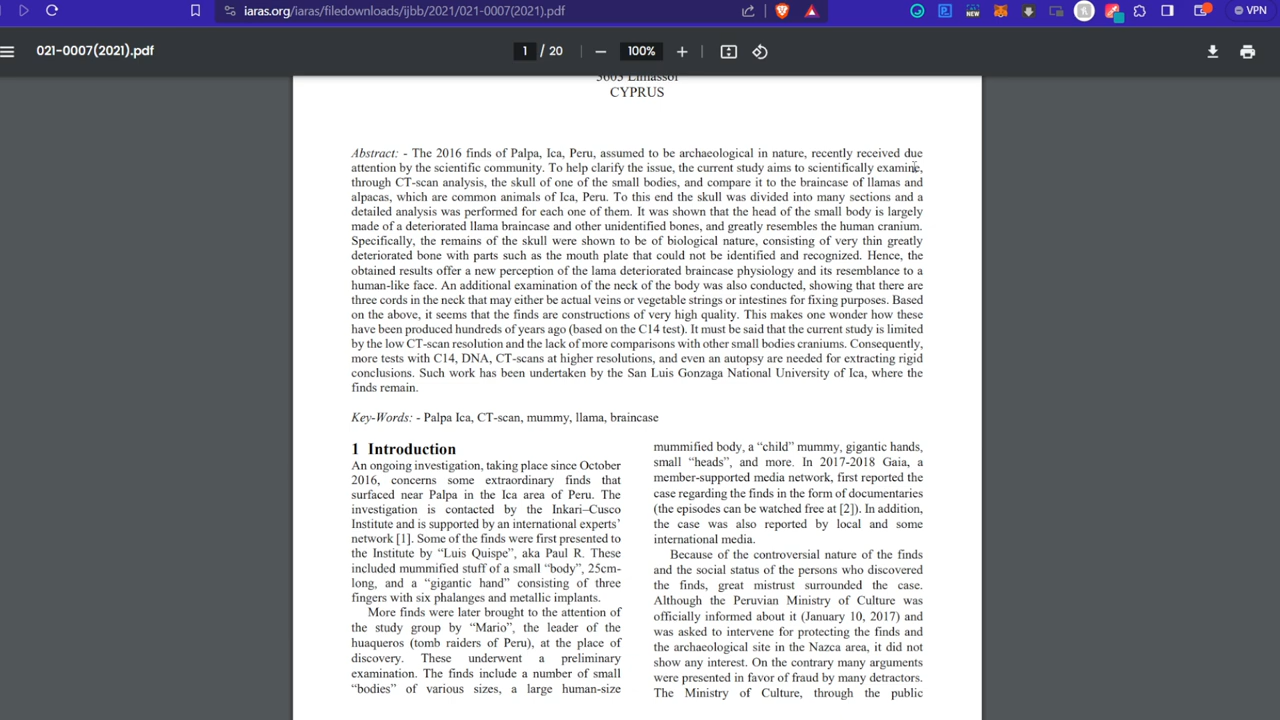 iaras.org/iaras/filedownloads/ijbb/2021/021-0007(2021).pdf
NEW
VPN
021-0007(2021).pdf
1 / 20
100%
3603 Limassol
CYPRUS
Abstract: - The 2016 finds of Palpa, Ica, Peru, assumed to be archaeological in nature, recently received due
attention by the scientific community. To help clarify the issue, the current study aims to scientifically examine,
through CT-scan analysis, the skull of one of the small bodies, and compare it to the braincase of llamas and
alpacas, which are common animals of Ica, Peru. To this end the skull was divided into many sections and a
detailed analysis was performed for each one of them. It was shown that the head of the small body is largely
made of a deteriorated llama braincase and other unidentified bones, and greatly resembles the human cranium.
Specifically, the remains of the skull were shown to be of biological nature, consisting of very thin greatly
deteriorated bone with parts such as the mouth plate that could not be identified and recognized. Hence, the
obtained results offer a new perception of the lama deteriorated braincase physiology and its resemblance to a
human-like face. An additional examination of the neck of the body was also conducted, showing that there are
three cords in the neck that may either be actual veins or vegetable strings or intestines for fixing purposes. Based
on the above, it seems that the finds are constructions of very high quality. This makes one wonder how these
have been produced hundreds of years ago (based on the C14 test). It must be said that the current study is limited
by the low CT-scan resolution and the lack of more comparisons with other small bodies craniums. Consequently,
more tests with C14, DNA, CT-scans at higher resolutions, and even an autopsy are needed for extracting rigid
conclusions. Such work has been undertaken by the San Luis Gonzaga National University of Ica, where the
finds remain.
Key-Words: - Palpa Ica, CT-scan, mummy, llama, braincase
1 Introduction
An ongoing investigation, taking place since October
2016, concerns some extraordinary finds that
surfaced near Palpa in the Ica area of Peru. The
investigation is contacted by the Inkari–Cusco
Institute and is supported by an international experts’
network [1]. Some of the finds were first presented to
the Institute by “Luis Quispe”, aka Paul R. These
included mummified stuff of a small “body”, 25cm-
long, and a “gigantic hand” consisting of three
fingers with six phalanges and metallic implants.
More finds were later brought to the attention of
the study group by “Mario”, the leader of the
huaqueros (tomb raiders of Peru), at the place of
discovery. These underwent a preliminary
examination. The finds include a number of small
“bodies” of various sizes, a large human-size
mummified body, a “child” mummy, gigantic hands,
small “heads”, and more. In 2017-2018 Gaia, a
member-supported media network, first reported the
case regarding the finds in the form of documentaries
(the episodes can be watched free at [2]). In addition,
the case was also reported by local and some
international media.
Because of the controversial nature of the finds
and the social status of the persons who discovered
the finds, great mistrust surrounded the case.
Although the Peruvian Ministry of Culture was
officially informed about it (January 10, 2017) and
was asked to intervene for protecting the finds and
the archaeological site in the Nazca area, it did not
show any interest. On the contrary many arguments
were presented in favor of fraud by many detractors.
The Ministry of Culture, through the public